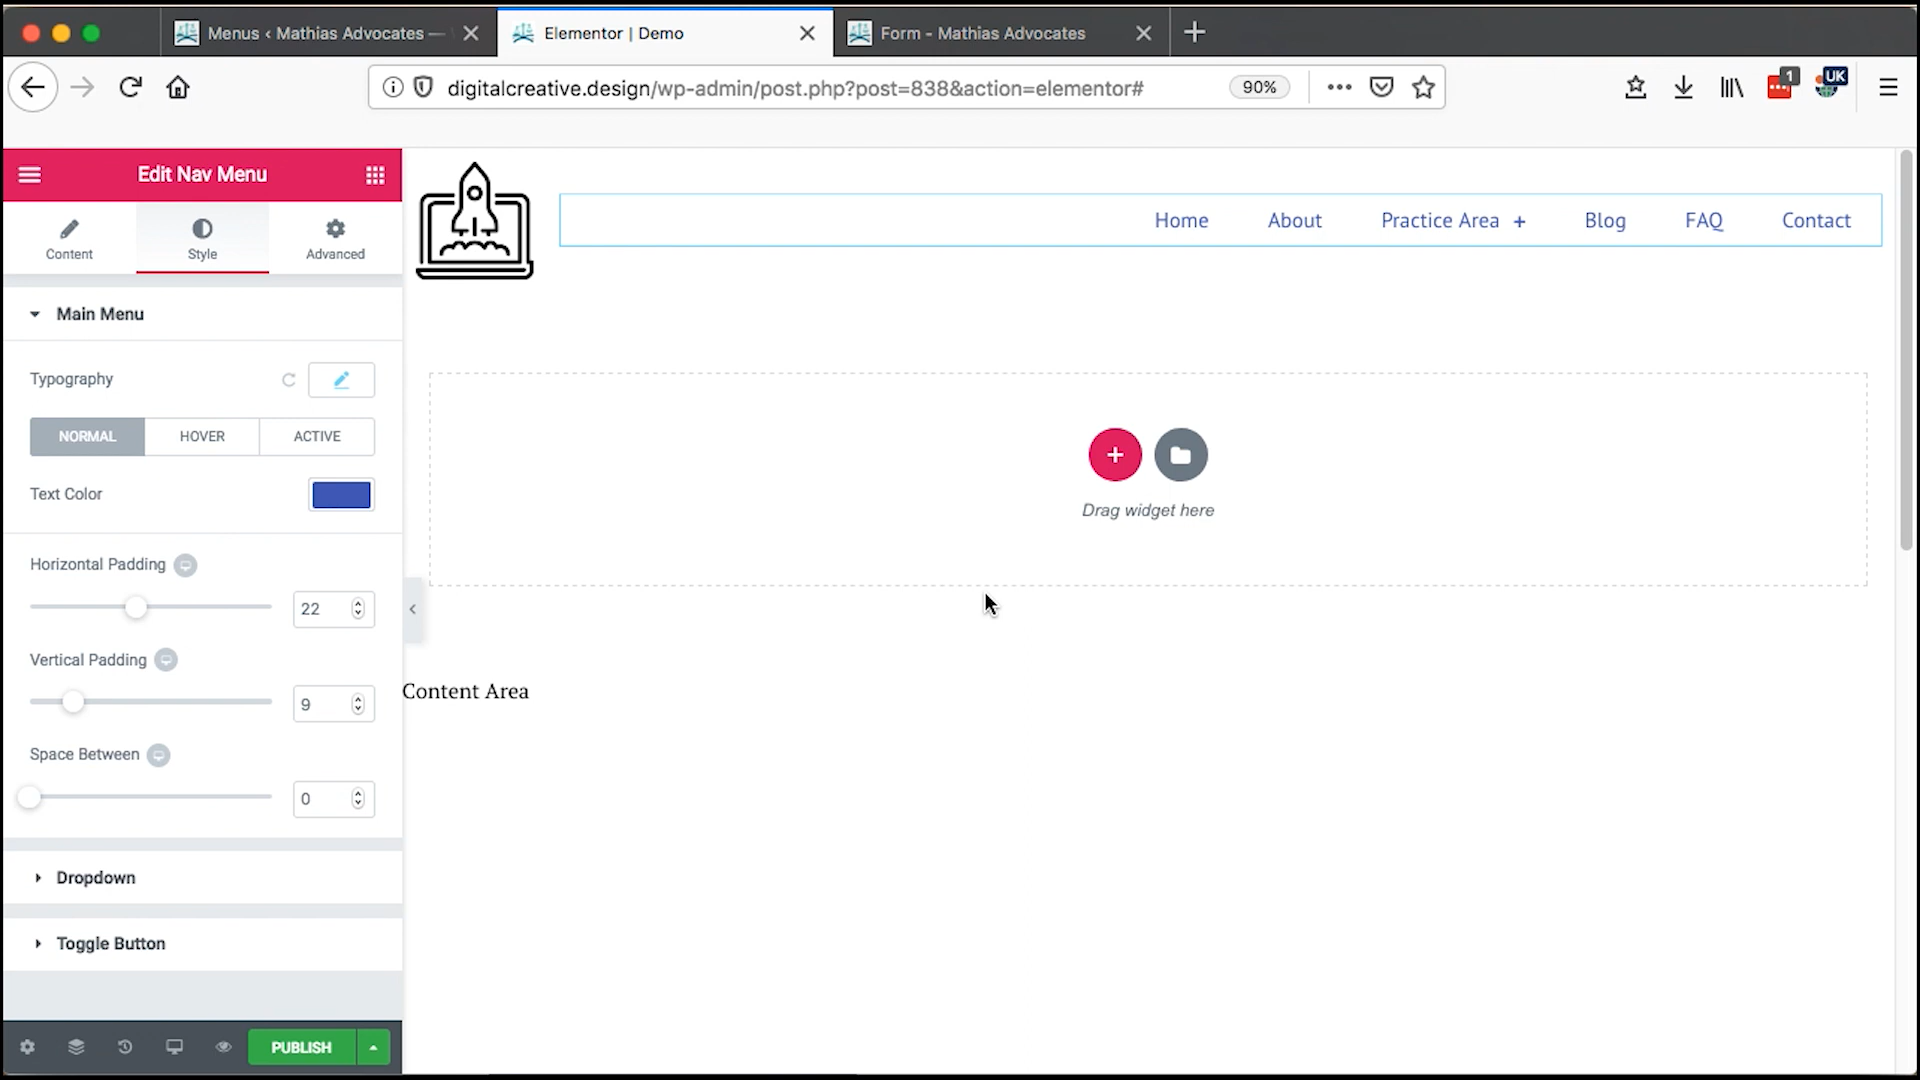 Menus ‹ Mathias Advocates —
Elementor | Demo
Form - Mathias Advocates
digitalcreative.design/wp-admin/post.php?post=838&action=elementor#
90%
1
UK
Edit Nav Menu
Content
Style
Advanced
Home
About
Practice Area +
Blog
FAQ
Contact
Main Menu
Typography
NORMAL
HOVER
ACTIVE
Text Color
Drag widget here
Horizontal Padding
22
Vertical Padding
9
Content Area
Space Between
0
Dropdown
Toggle Button
PUBLISH